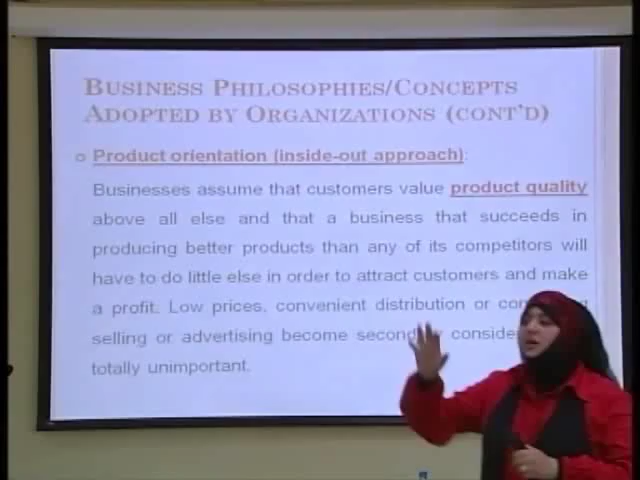 BUSINESS PHILOSOPHIES/CONCEPTS
ADOPTED BY ORGANIZATIONS (CONT'D)
Product orientation (inside-out approach):
Businesses assume that customers value product quality
above all else and that a business that succeeds in
producing better products than any of its competitors will
have to do little else in order to attract customers and make
a profit. Low prices, convenient distribution or
selling or advertising become
totally unimportant.